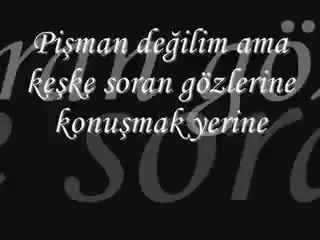 Pişman değilim ama
keşke soran gözlerine
konuşmak yerine